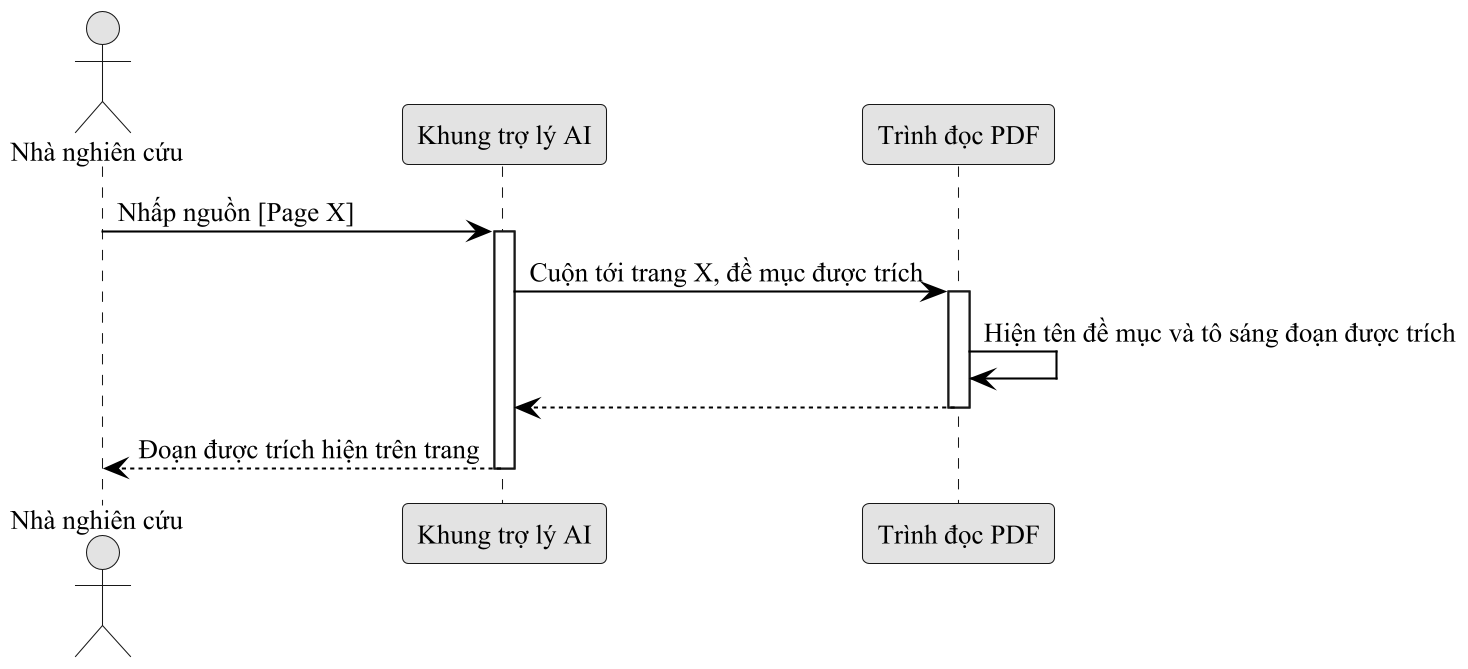 Nhà nghiên cứu
Khung trợ lý AI
Trình đọc PDF
Nhấp nguồn [Page X]
Cuộn tới trang X, đề mục được trích
Hiện tên đề mục và tô sáng đoạn được trích
Đoạn được trích hiện trên trang
Nhà nghiên cứu
Khung trợ lý AI
Trình đọc PDF